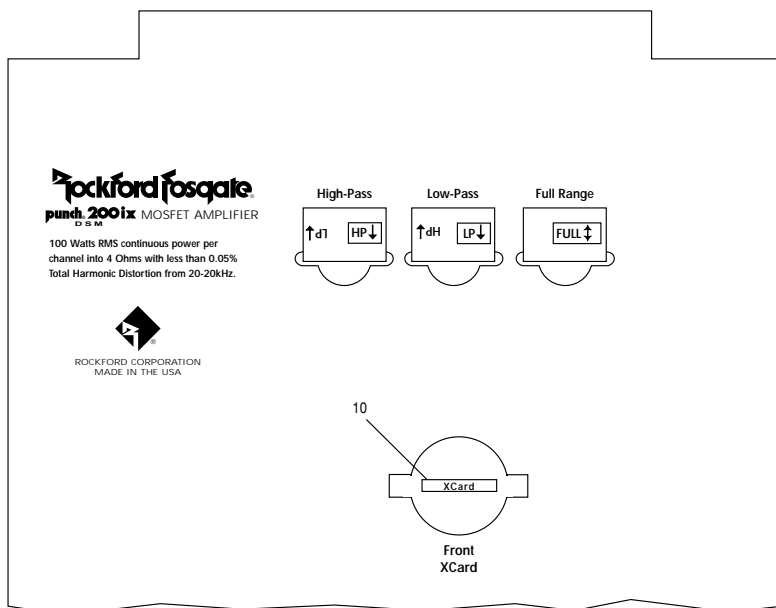 Rockford Fosgate®
punch® 200ix MOSFET AMPLIFIER
DSM
100 Watts RMS continuous power per
channel into 4 Ohms with less than 0.05%
Total Harmonic Distortion from 20-20kHz.
®
ROCKFORD CORPORATION
MADE IN THE USA
High-Pass
LP↑ HP↓
Low-Pass
HP↑ LP↓
Full Range
FULL↕
10
XCard
Front
XCard